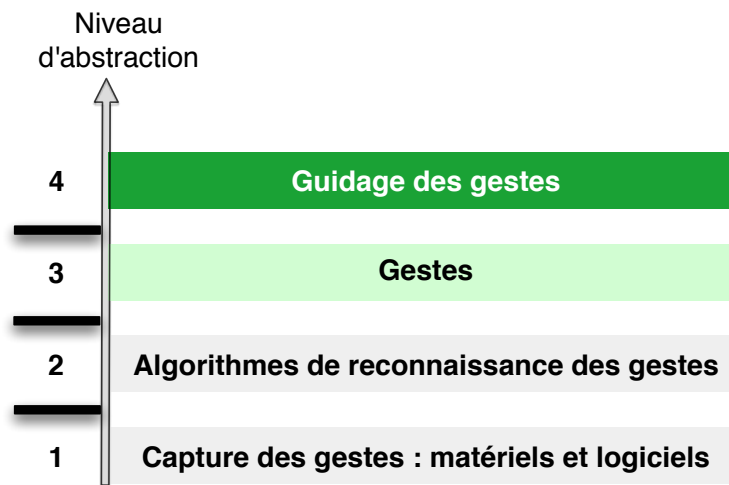 Niveau
d'abstraction
4
Guidage des gestes
3
Gestes
2
Algorithmes de reconnaissance des gestes
1
Capture des gestes : matériels et logiciels